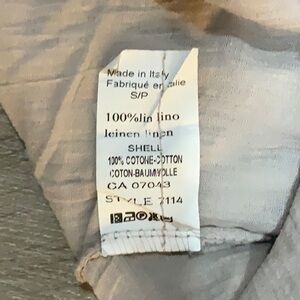 Made in Italy
Fabriqué en alie
S/P
100%lin lino
leinen linen
SHELL
100% COTONE-COTTON
COTON-BAUMWOLLE
CA 07043
STYLE 7114